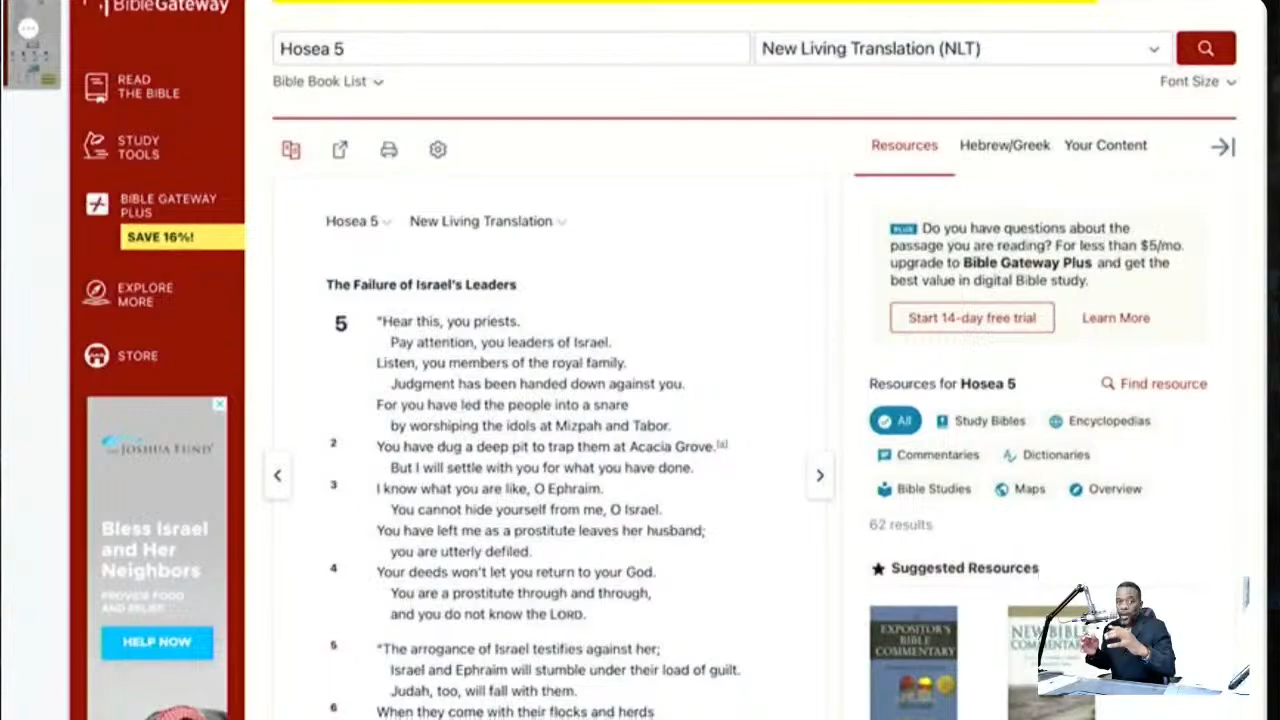 BibleGateway
Hosea 5
New Living Translation (NLT)
Bible Book List
Font Size
READ
THE BIBLE
STUDY
TOOLS
BIBLE GATEWAY
PLUS
SAVE 16%!
EXPLORE
MORE
STORE
JOSHUA FUND
Bless Israel
and Her
Neighbors
PROVIDE FOOD
AND RELIEF
HELP NOW
Hosea 5
New Living Translation
The Failure of Israel's Leaders
5 "Hear this, you priests.
Pay attention, you leaders of Israel.
Listen, you members of the royal family.
Judgment has been handed down against you.
For you have led the people into a snare
by worshiping the idols at Mizpah and Tabor.
2 You have dug a deep pit to trap them at Acacia Grove.[a]
But I will settle with you for what you have done.
3 I know what you are like, O Ephraim.
You cannot hide yourself from me, O Israel.
You have left me as a prostitute leaves her husband;
you are utterly defiled.
4 Your deeds won't let you return to your God.
You are a prostitute through and through,
and you do not know the LORD.
5 "The arrogance of Israel testifies against her;
Israel and Ephraim will stumble under their load of guilt.
Judah, too, will fall with them.
6 When they come with their flocks and herds
Resources
Hebrew/Greek
Your Content
PLUS Do you have questions about the
passage you are reading? For less than $5/mo.
upgrade to Bible Gateway Plus and get the
best value in digital Bible study.
Start 14-day free trial
Learn More
Resources for Hosea 5
Find resource
All
Study Bibles
Encyclopedias
Commentaries
Dictionaries
Bible Studies
Maps
Overview
62 results
Suggested Resources
EXPOSITOR'S
BIBLE
COMMENTARY
NEW BIBLE